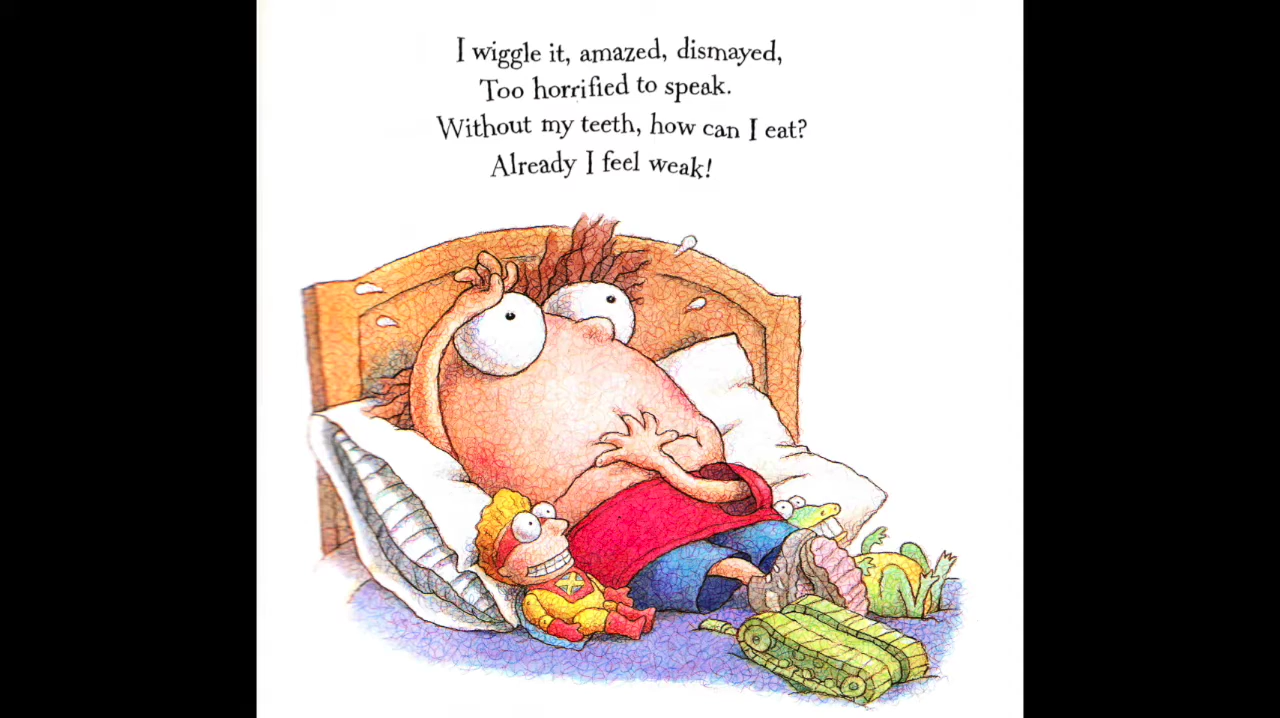 I wiggle it, amazed, dismayed,
Too horrified to speak.
Without my teeth, how can I eat?
Already I feel weak!